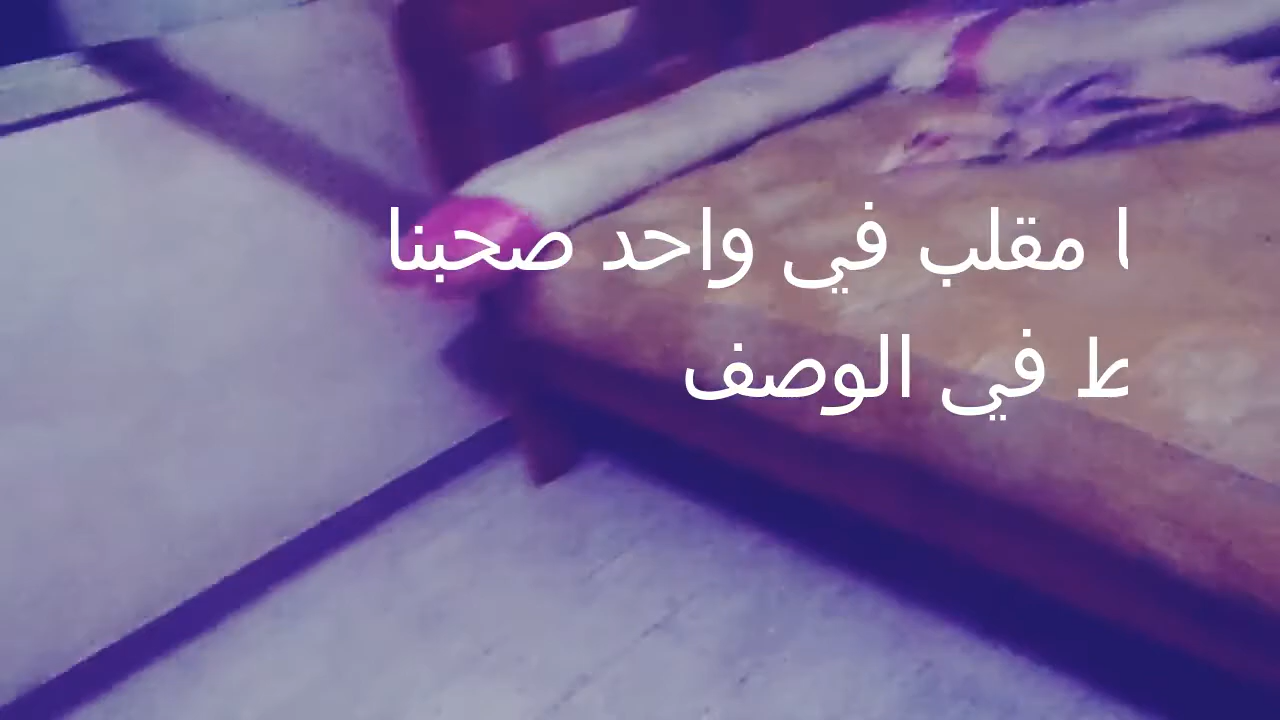 ا مقلب في واحد صحبنا
ط في الوصف